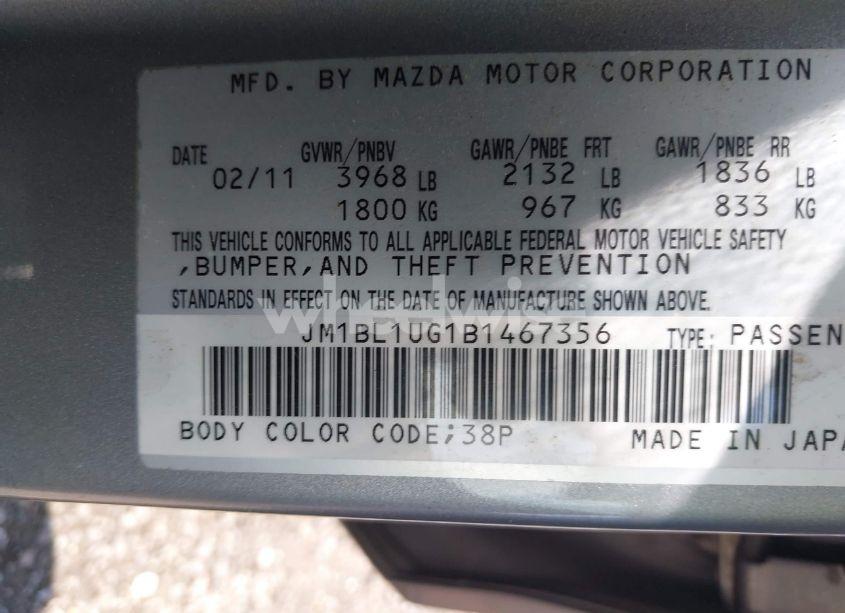 MFD. BY MAZDA MOTOR CORPORATION
DATE GVWR/PNBV GAWR/PNBE FRT GAWR/PNBE RR
02/11 3968 LB 2132 LB 1836 LB
1800 KG 967 KG 833 KG
THIS VEHICLE CONFORMS TO ALL APPLICABLE FEDERAL MOTOR VEHICLE SAFETY
,BUMPER,AND THEFT PREVENTION
STANDARDS IN EFFECT ON THE DATE OF MANUFACTURE SHOWN ABOVE.
JM1BL1UG1B1467356 TYPE: PASSEN
BODY COLOR CODE;38P MADE IN JAPA